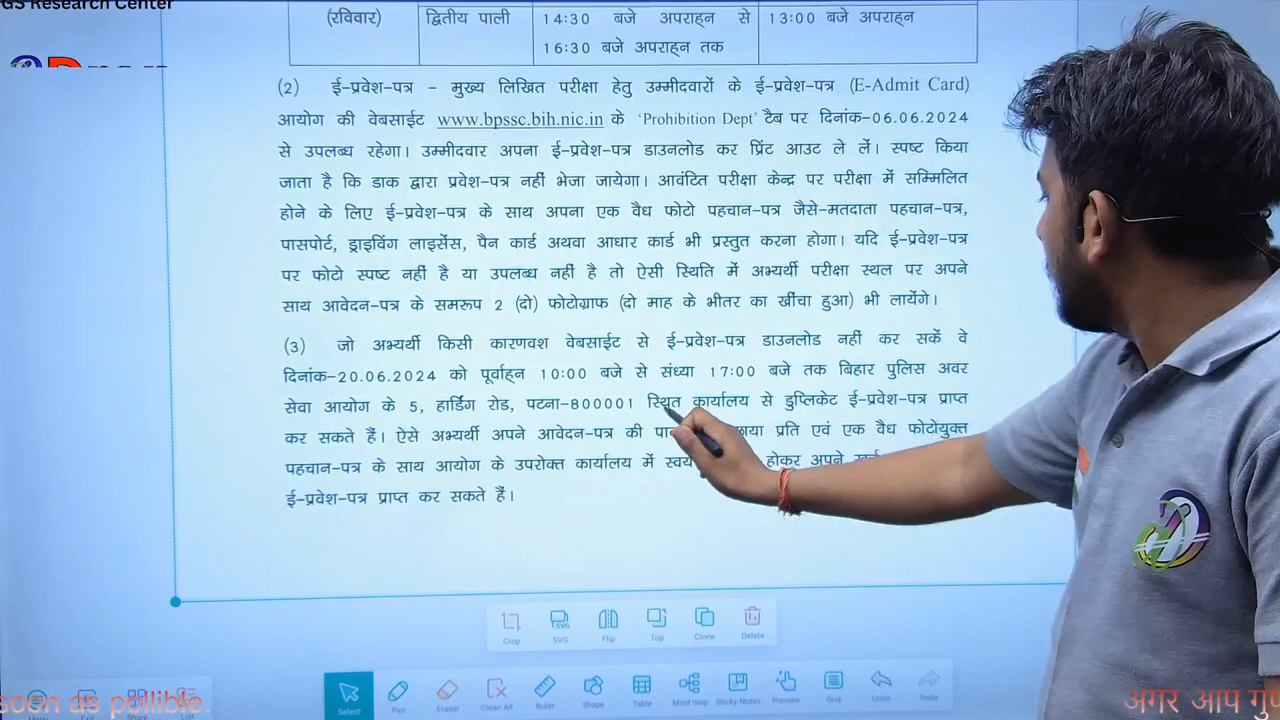 GS Research Center
(रविवार) द्वितीय पाली 14:30 बजे अपराह्न से 13:00 बजे अपराह्न
16:30 बजे अपराह्न तक
(2) ई-प्रवेश-पत्र – मुख्य लिखित परीक्षा हेतु उम्मीदवारों के ई-प्रवेश-पत्र (E-Admit Card)
आयोग की वेबसाईट www.bpssc.bih.nic.in के 'Prohibition Dept' टैब पर दिनांक-06.06.2024
से उपलब्ध रहेगा। उम्मीदवार अपना ई-प्रवेश-पत्र डाउनलोड कर प्रिंट आउट ले लें। स्पष्ट किया
जाता है कि डाक द्वारा प्रवेश-पत्र नहीं भेजा जायेगा। आवंटित परीक्षा केन्द्र पर परीक्षा में सम्मिलित
होने के लिए ई-प्रवेश-पत्र के साथ अपना एक वैध फोटो पहचान-पत्र जैसे-मतदाता पहचान-पत्र,
पासपोर्ट, ड्राइविंग लाइसेंस, पैन कार्ड अथवा आधार कार्ड भी प्रस्तुत करना होगा। यदि ई-प्रवेश-पत्र
पर फोटो स्पष्ट नहीं है या उपलब्ध नहीं है तो ऐसी स्थिति में अभ्यर्थी परीक्षा स्थल पर अपने
साथ आवेदन-पत्र के समरूप 2 (दो) फोटोग्राफ (दो माह के भीतर का खींचा हुआ) भी लायेंगे।
(3) जो अभ्यर्थी किसी कारणवश वेबसाईट से ई-प्रवेश-पत्र डाउनलोड नहीं कर सकें वे
दिनांक-20.06.2024 को पूर्वाह्न 10:00 बजे से संध्या 17:00 बजे तक बिहार पुलिस अवर
सेवा आयोग के 5, हार्डिंग रोड, पटना-800001 स्थित कार्यालय से डुप्लिकेट ई-प्रवेश-पत्र प्राप्त
कर सकते हैं। ऐसे अभ्यर्थी अपने आवेदन-पत्र की प्रति एवं एक वैध फोटोयुक्त
पहचान-पत्र के साथ आयोग के उपरोक्त कार्यालय में होकर अपने
ई-प्रवेश-पत्र प्राप्त कर सकते हैं।
Crop SVG Flip Top Clone Delete
Menu Exit Share List Select Pen Eraser Clean All Ruler Shape Table Mind map Sticky Notes Preview Grid Undo Redo
soon as pollible. अगर आप